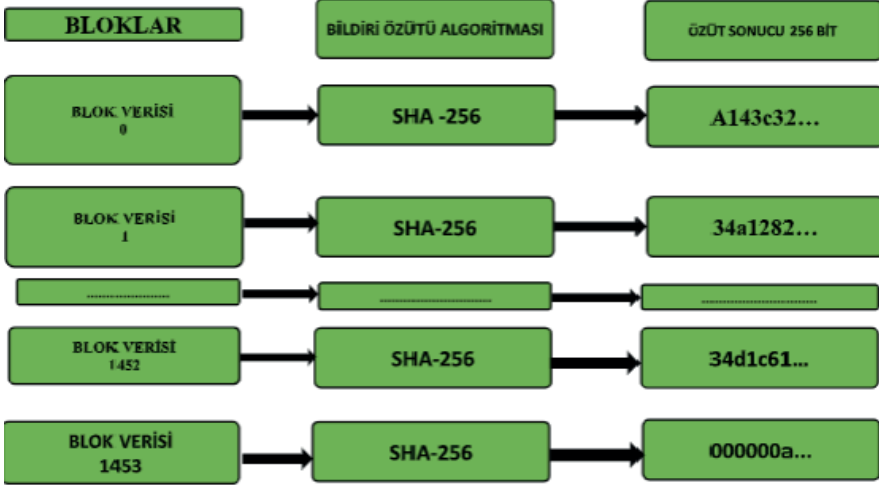 BLOKLAR
BİLDİRİ ÖZÜTÜ ALGORİTMASI
ÖZÜT SONUCU 256 BİT
BLOK VERİSİ
0
SHA -256
A143c32...
BLOK VERİSİ
1
SHA-256
34a1282...
.....................
............................
.............................
BLOK VERİSİ
1452
SHA-256
34d1c61...
BLOK VERİSİ
1453
SHA-256
000000a...